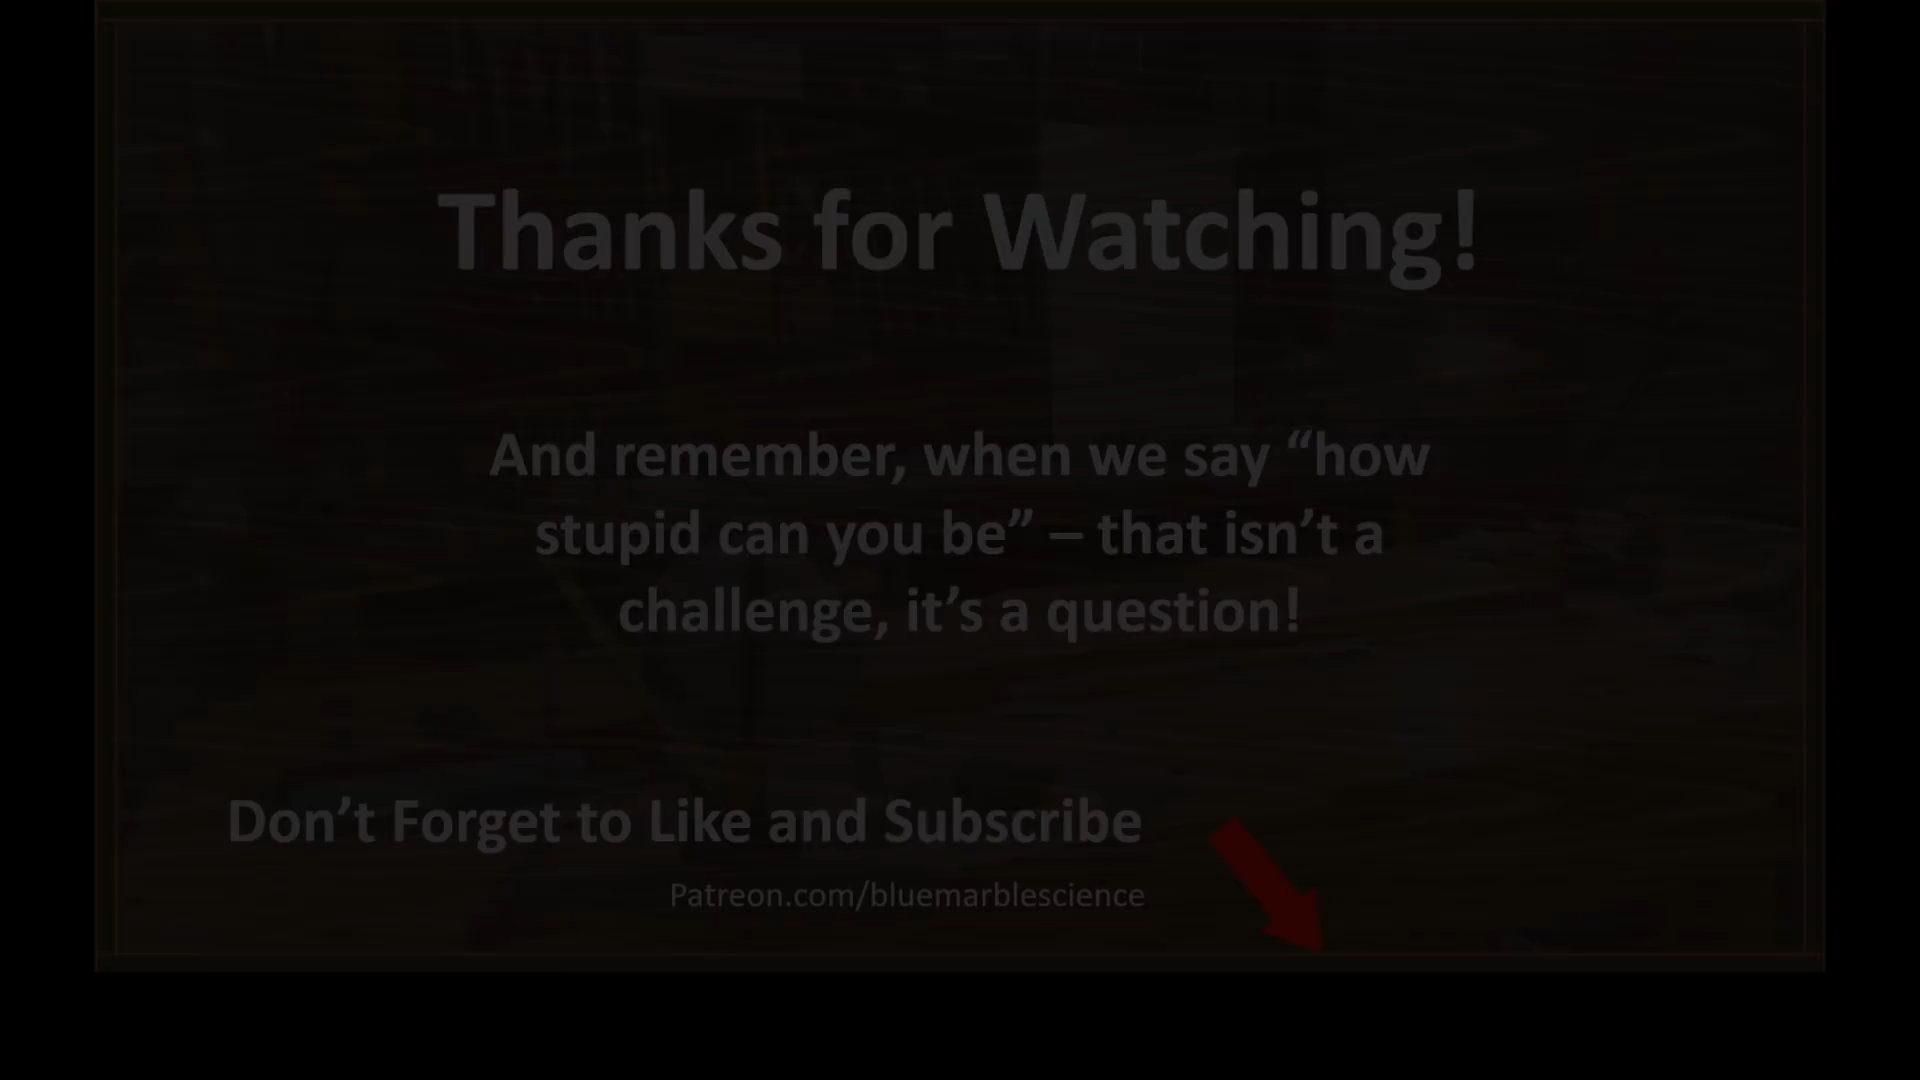 Thanks for Watching!
And remember, when we say “how
stupid can you be” – that isn’t a
challenge, it’s a question!
Don’t Forget to Like and Subscribe
Patreon.com/bluemarblescience